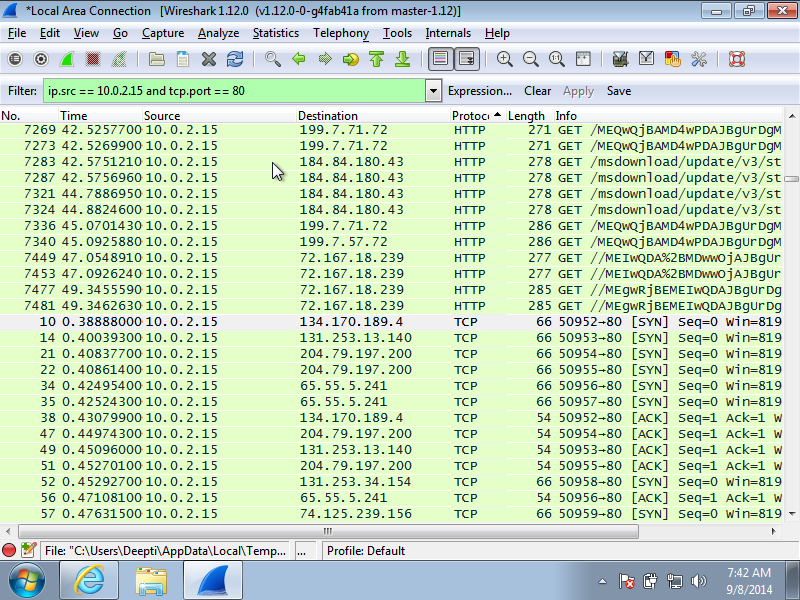 *Local Area Connection [Wireshark 1.12.0 (v1.12.0-0-g4fab41a from master-1.12)]
File Edit View Go Capture Analyze Statistics Telephony Tools Internals Help
Filter: ip.src == 10.0.2.15 and tcp.port == 80 Expression... Clear Apply Save
No. Time Source Destination Protoc Length Info
7269 42.5257700 10.0.2.15 199.7.71.72 HTTP 271 GET /MEQwQjBAMD4wPDAJBgUrDgM
7273 42.5269900 10.0.2.15 199.7.71.72 HTTP 271 GET /MEQwQjBAMD4wPDAJBgUrDgM
7283 42.5751210 10.0.2.15 184.84.180.43 HTTP 278 GET /msdownload/update/v3/st
7287 42.5756960 10.0.2.15 184.84.180.43 HTTP 278 GET /msdownload/update/v3/st
7321 44.7886950 10.0.2.15 184.84.180.43 HTTP 278 GET /msdownload/update/v3/st
7324 44.8824600 10.0.2.15 184.84.180.43 HTTP 278 GET /msdownload/update/v3/st
7336 45.0701430 10.0.2.15 199.7.71.72 HTTP 286 GET /MEQwQjBAMD4wPDAJBgUrDgM
7340 45.0925880 10.0.2.15 199.7.57.72 HTTP 286 GET /MEQwQjBAMD4wPDAJBgUrDgM
7449 47.0548910 10.0.2.15 72.167.18.239 HTTP 277 GET //MEIwQDA%2BMDwwOjAJBgUr
7453 47.0926240 10.0.2.15 72.167.18.239 HTTP 277 GET //MEIwQDA%2BMDwwOjAJBgUr
7477 49.3455590 10.0.2.15 72.167.18.239 HTTP 285 GET //MEgwRjBEMEIwQDAJBgUrDg
7481 49.3462630 10.0.2.15 72.167.18.239 HTTP 285 GET //MEgwRjBEMEIwQDAJBgUrDg
10 0.38888000 10.0.2.15 134.170.189.4 TCP 66 50952→80 [SYN] Seq=0 Win=819
14 0.40039300 10.0.2.15 131.253.13.140 TCP 66 50953→80 [SYN] Seq=0 Win=819
21 0.40837700 10.0.2.15 204.79.197.200 TCP 66 50954→80 [SYN] Seq=0 Win=819
22 0.40861400 10.0.2.15 204.79.197.200 TCP 66 50955→80 [SYN] Seq=0 Win=819
34 0.42495400 10.0.2.15 65.55.5.241 TCP 66 50956→80 [SYN] Seq=0 Win=819
35 0.42524300 10.0.2.15 65.55.5.241 TCP 66 50957→80 [SYN] Seq=0 Win=819
38 0.43079900 10.0.2.15 134.170.189.4 TCP 54 50952→80 [ACK] Seq=1 Ack=1 W
47 0.44974300 10.0.2.15 204.79.197.200 TCP 54 50954→80 [ACK] Seq=1 Ack=1 W
49 0.45096000 10.0.2.15 131.253.13.140 TCP 54 50953→80 [ACK] Seq=1 Ack=1 W
51 0.45270100 10.0.2.15 204.79.197.200 TCP 54 50955→80 [ACK] Seq=1 Ack=1 W
52 0.45292700 10.0.2.15 131.253.34.154 TCP 66 50958→80 [SYN] Seq=0 Win=819
56 0.47108100 10.0.2.15 65.55.5.241 TCP 54 50956→80 [ACK] Seq=1 Ack=1 W
57 0.47631500 10.0.2.15 74.125.239.156 TCP 66 50959→80 [SYN] Seq=0 Win=819
File: "C:\Users\Deepti\AppData\Local\Temp... ... Profile: Default
7:42 AM
9/8/2014